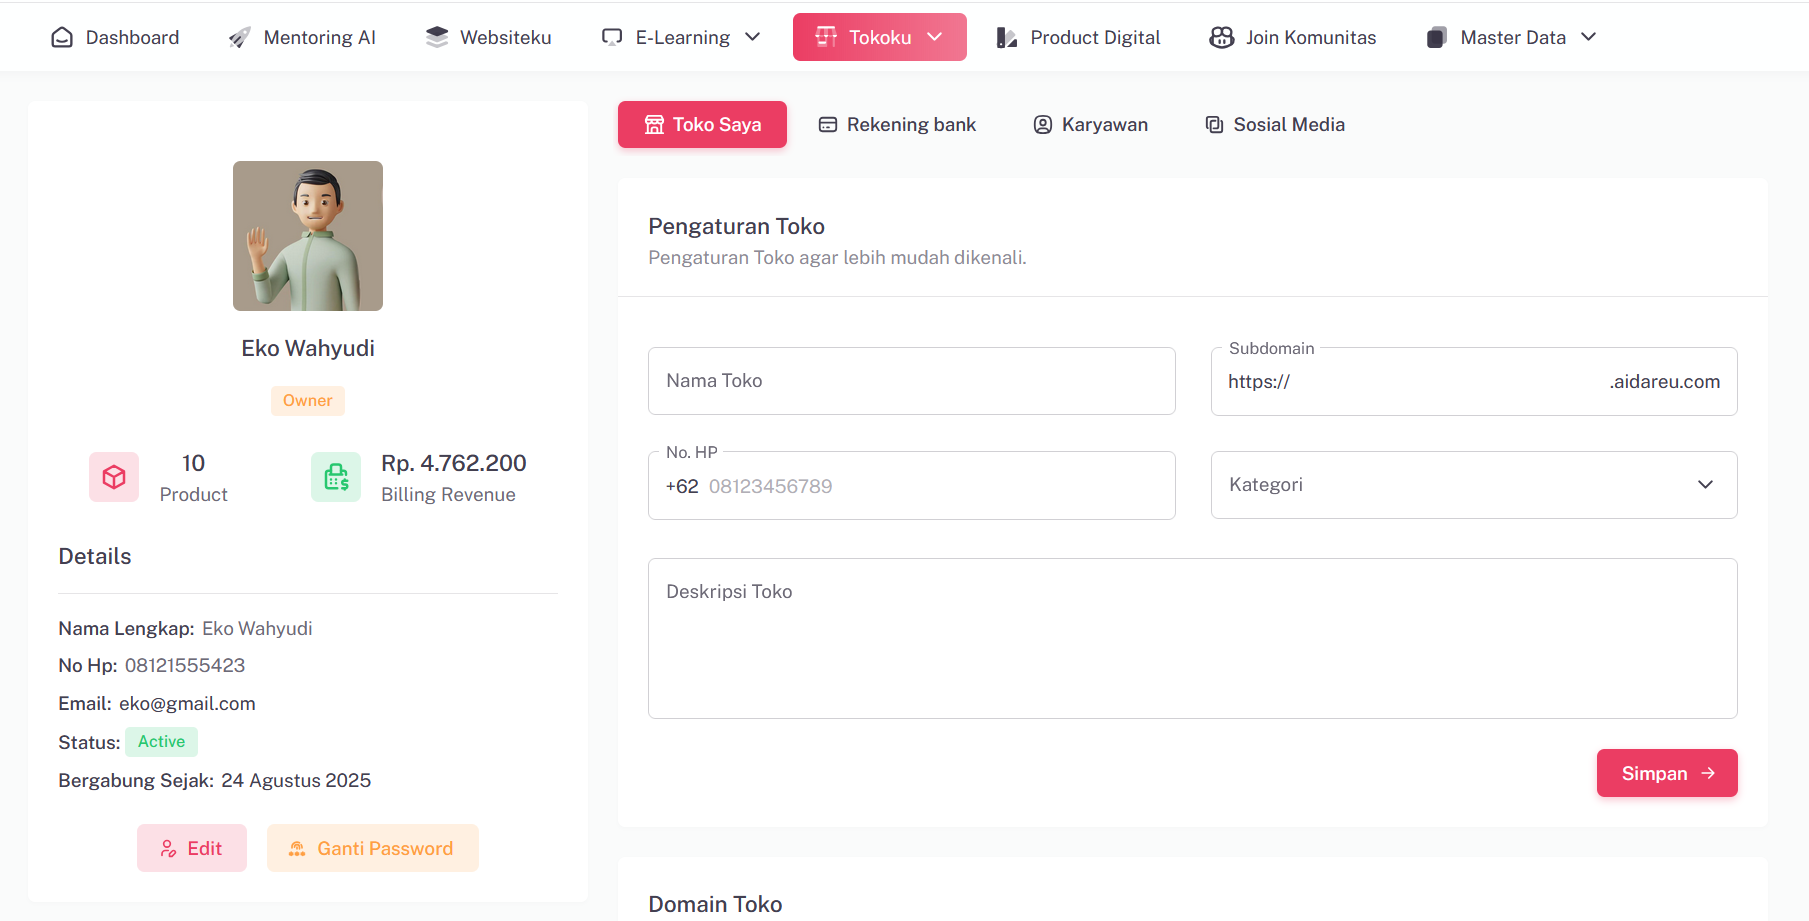 Dashboard Mentoring AI Websiteku E-Learning Tokoku Product Digital Join Komunitas Master Data
Toko Saya Rekening bank Karyawan Sosial Media
Eko Wahyudi
Owner
10
Product
Rp. 4.762.200
Billing Revenue
Details
Nama Lengkap: Eko Wahyudi
No Hp: 08121555423
Email: eko@gmail.com
Status: Active
Bergabung Sejak: 24 Agustus 2025
Edit Ganti Password
Pengaturan Toko
Pengaturan Toko agar lebih mudah dikenali.
Nama Toko
Subdomain
https:// .aidareu.com
No. HP
+62 08123456789
Kategori
Deskripsi Toko
Simpan
Domain Toko